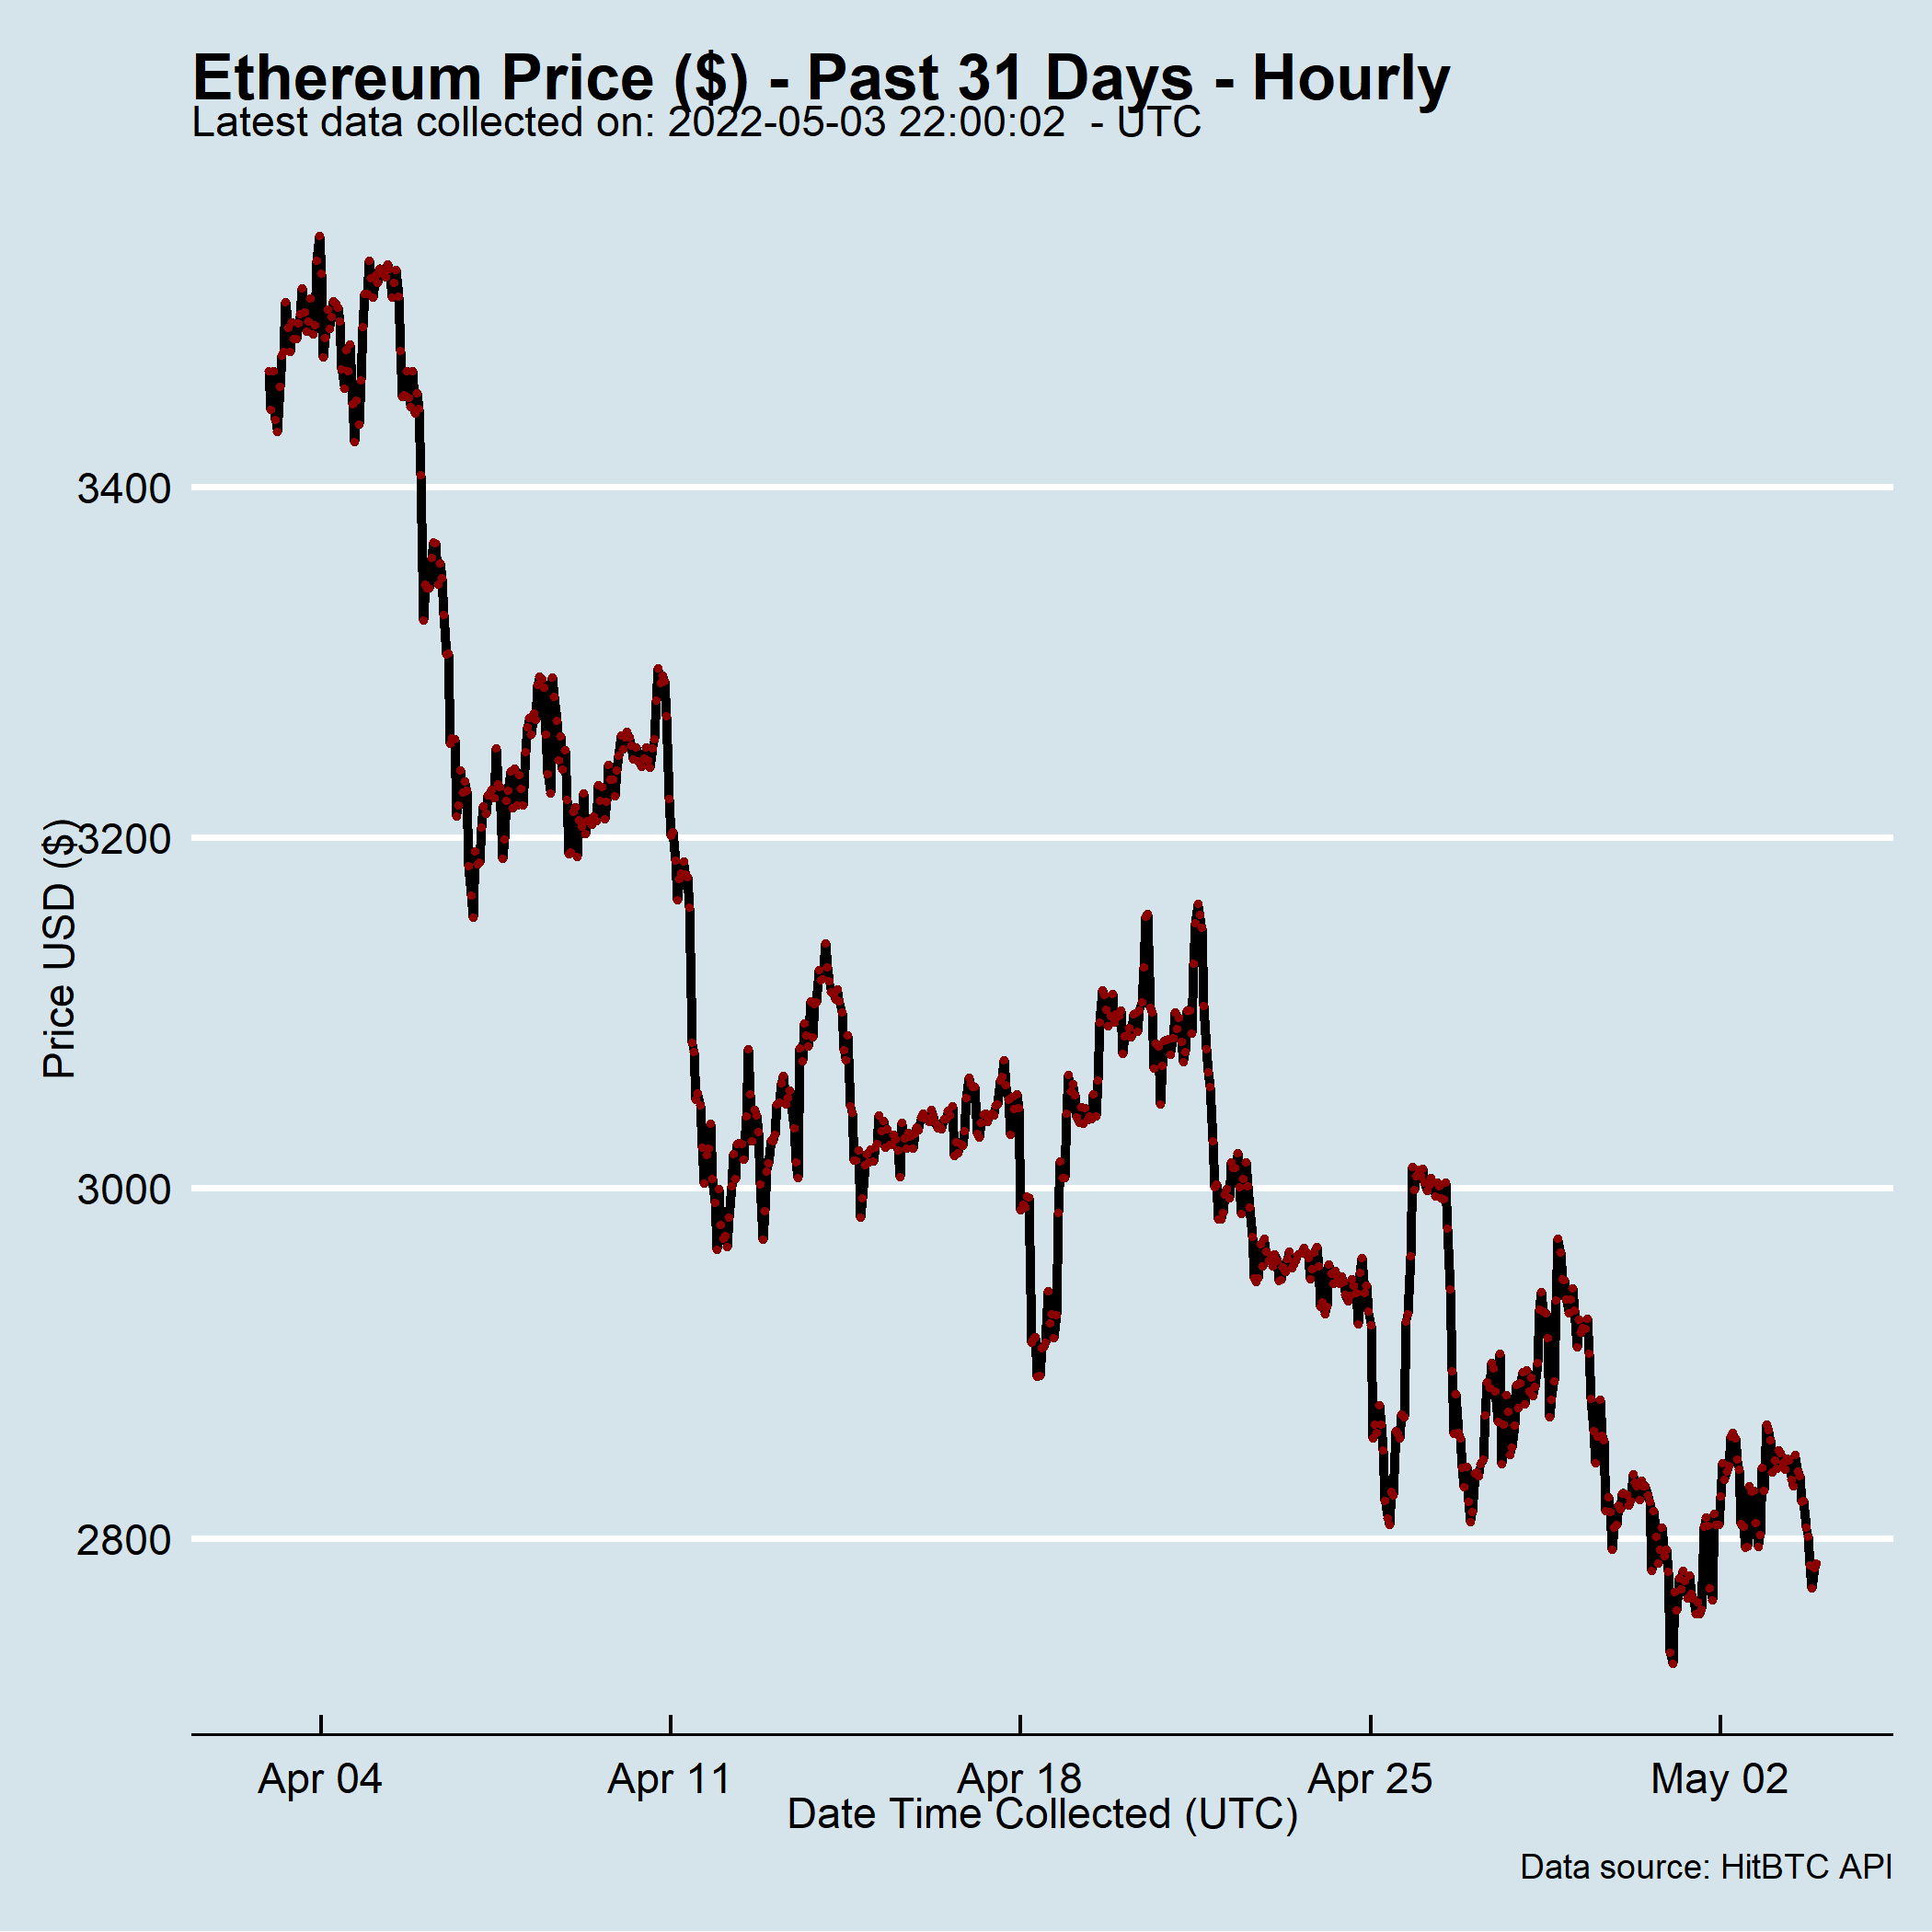 Ethereum Price ($) - Past 31 Days - Hourly
Latest data collected on: 2022-05-03 22:00:02  - UTC
Price USD ($)
3400
3200
3000
2800
Apr 04
Apr 11
Apr 18
Apr 25
May 02
Date Time Collected (UTC)
Data source: HitBTC API